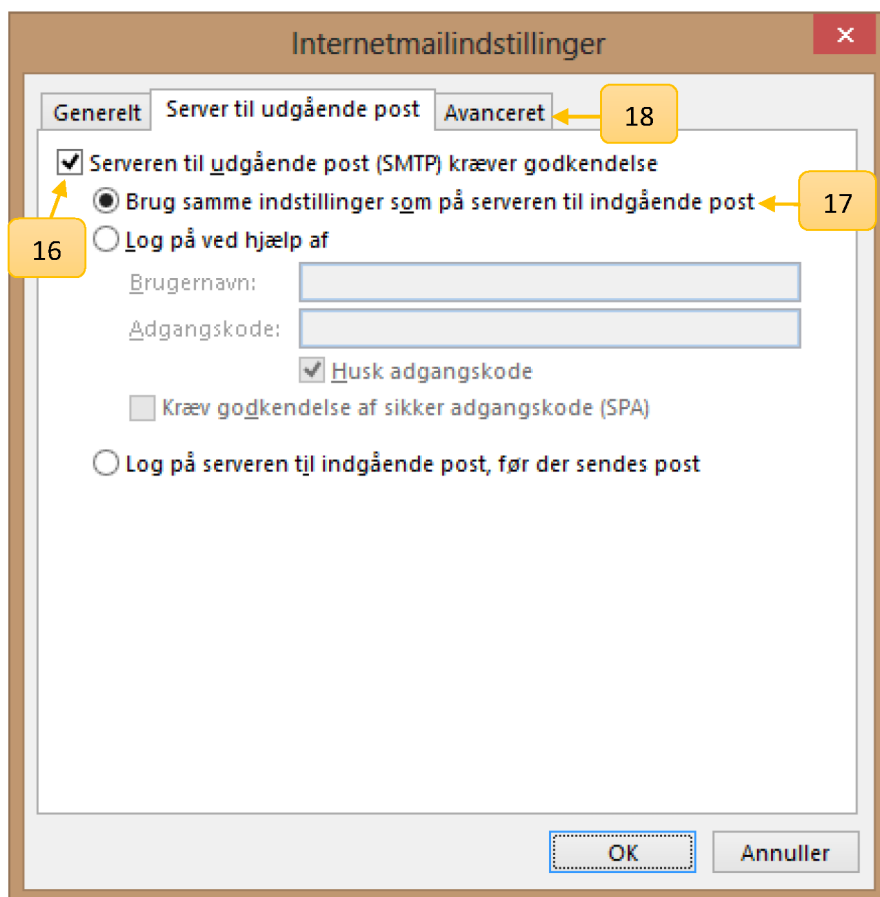 Internetmailindstillinger
Generelt Server til udgående post Avanceret 18
Serveren til udgående post (SMTP) kræver godkendelse
Brug samme indstillinger som på serveren til indgående post 17
16 Log på ved hjælp af
Brugernavn:
Adgangskode:
Husk adgangskode
Kræv godkendelse af sikker adgangskode (SPA)
Log på serveren til indgående post, før der sendes post
OK Annuller